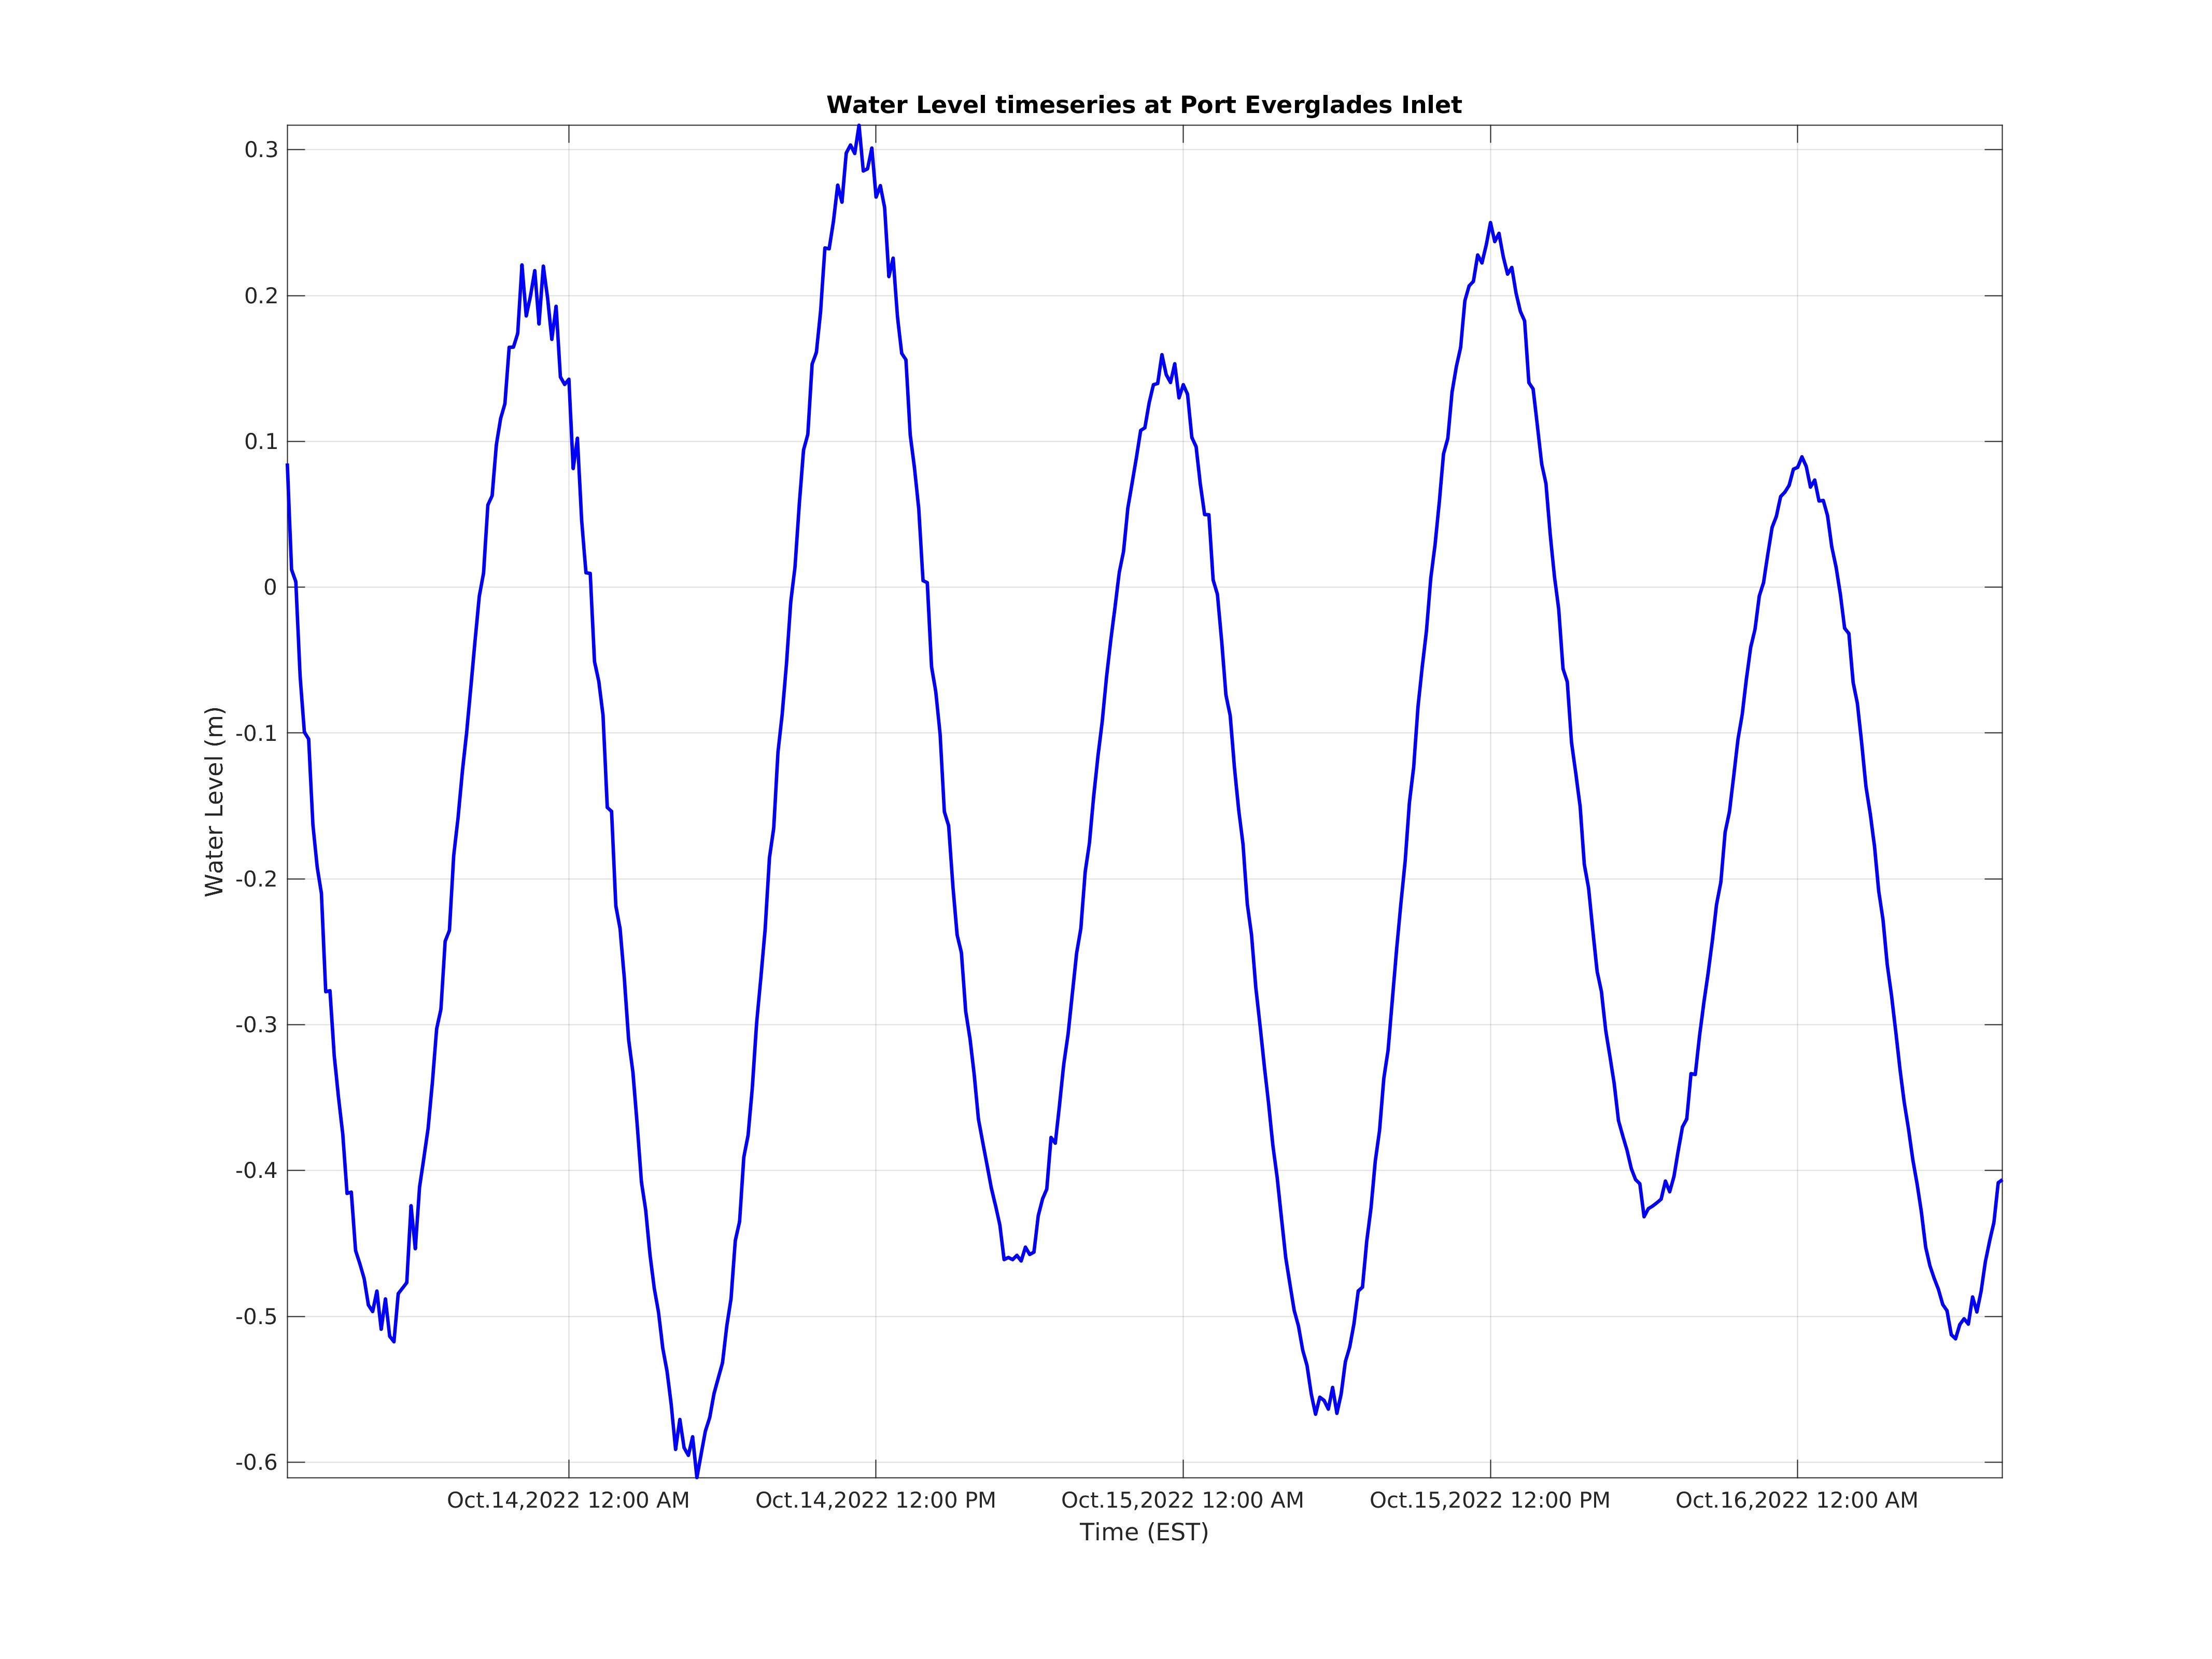 Water Level timeseries at Port Everglades Inlet
0.3
0.2
0.1
0
-0.1
-0.2
-0.3
-0.4
-0.5
-0.6
Water Level (m)
Oct.14,2022 12:00 AM
Oct.14,2022 12:00 PM
Oct.15,2022 12:00 AM
Oct.15,2022 12:00 PM
Oct.16,2022 12:00 AM
Time (EST)